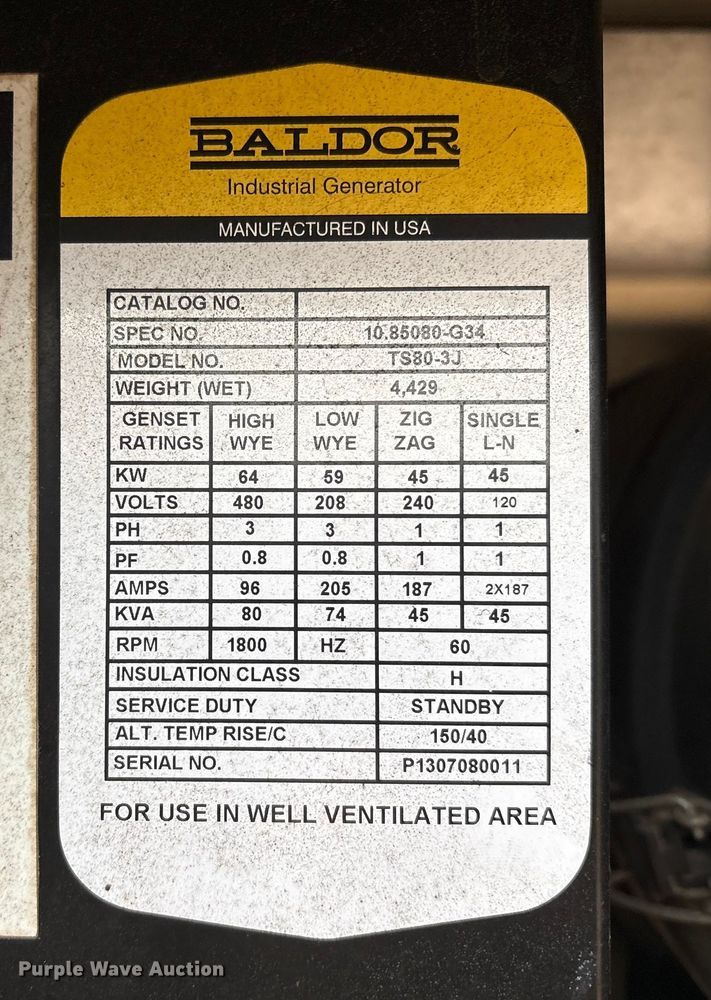 BALDOR
Industrial Generator
MANUFACTURED IN USA
CATALOG NO.
SPEC NO. 10.85080-G34
MODEL NO. TS80-3J
WEIGHT (WET) 4,429
GENSET RATINGS HIGH WYE LOW WYE ZIG ZAG SINGLE L-N
KW 64 59 45 45
VOLTS 480 208 240 120
PH 3 3 1 1
PF 0.8 0.8 1 1
AMPS 96 205 187 2X187
KVA 80 74 45 45
RPM 1800 HZ 60
INSULATION CLASS H
SERVICE DUTY STANDBY
ALT. TEMP RISE/C 150/40
SERIAL NO. P1307080011
FOR USE IN WELL VENTILATED AREA
Purple Wave Auction